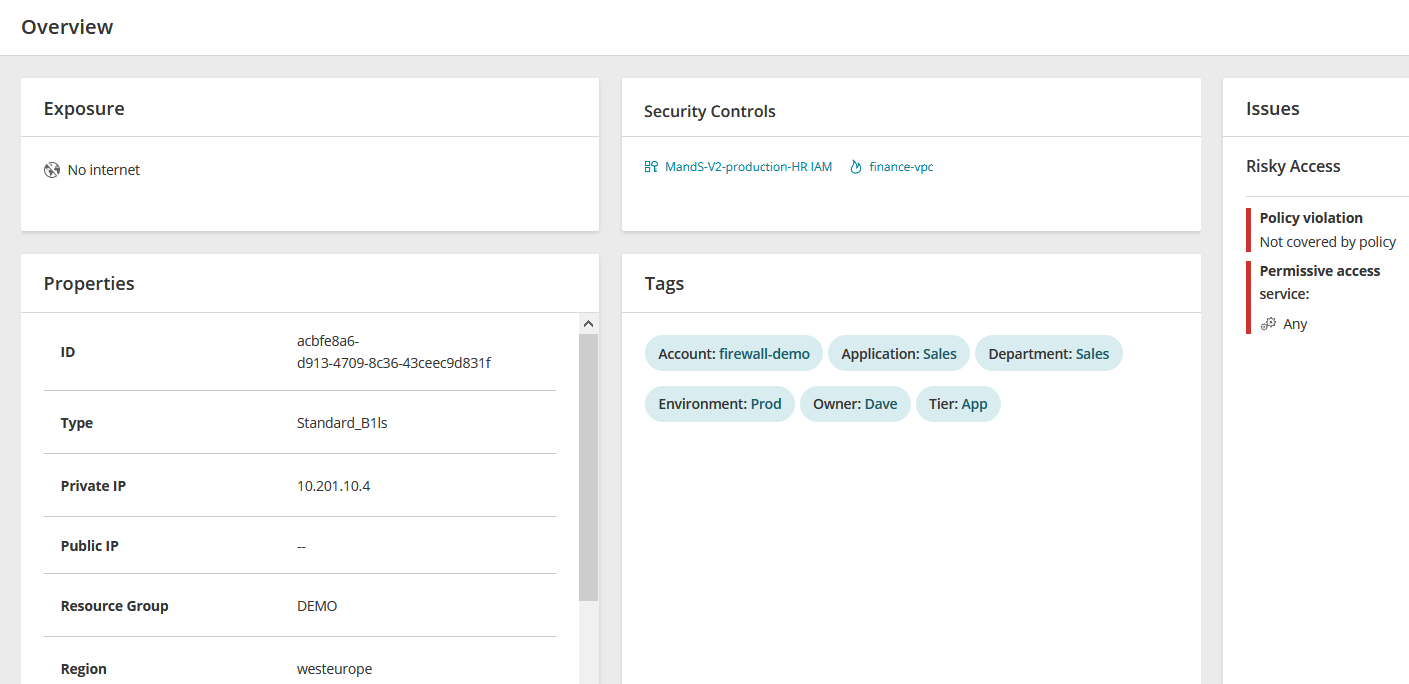 Overview
Exposure
No internet
Security Controls
MandS-V2-production-HR IAM finance-vpc
Issues
Risky Access
Policy violation
Not covered by policy
Permissive access
service:
Any
Properties
ID acbfe8a6-
d913-4709-8c36-43ceec9d831f
Type Standard_B1ls
Private IP 10.201.10.4
Public IP --
Resource Group DEMO
Region westeurope
Tags
Account: firewall-demo Application: Sales Department: Sales
Environment: Prod Owner: Dave Tier: App